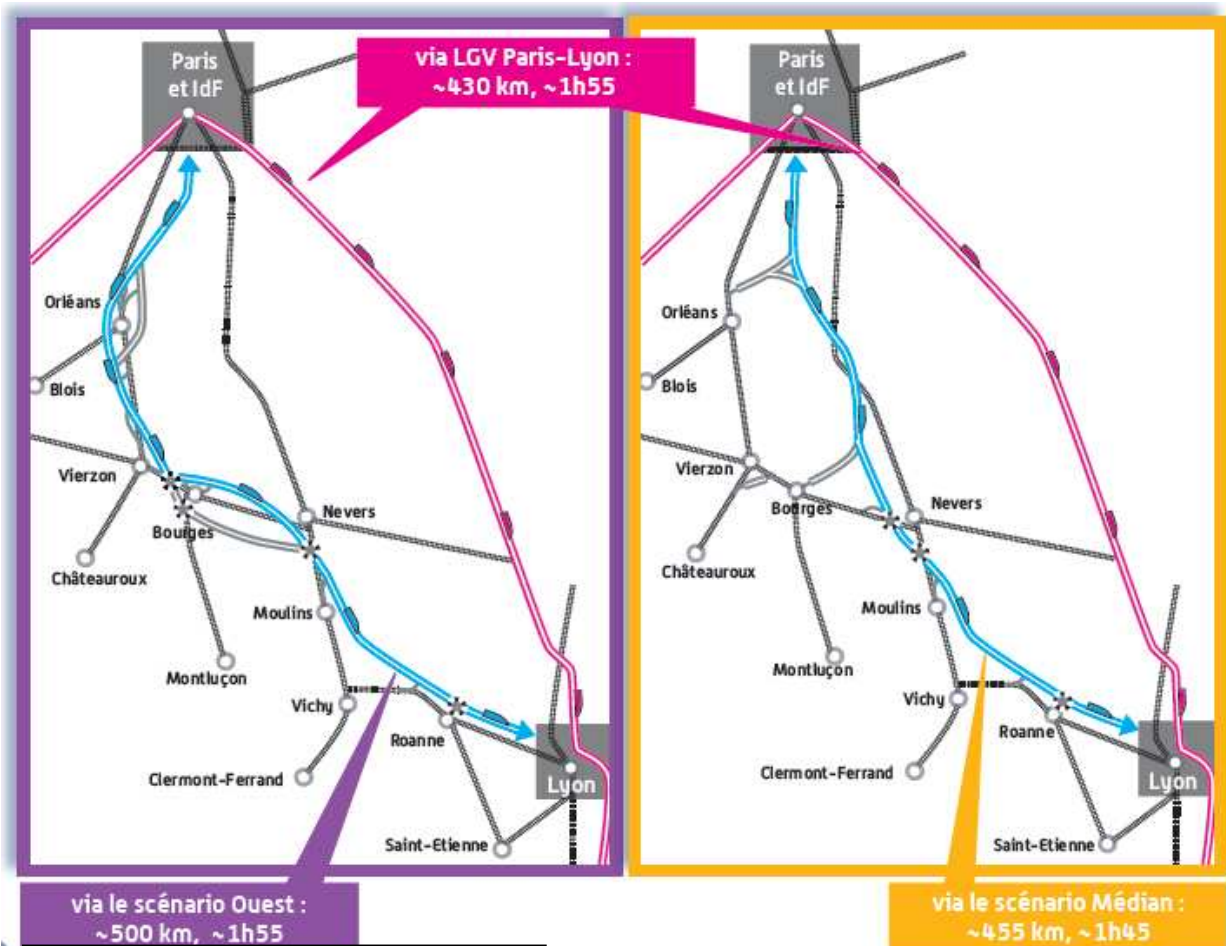 via LGV Paris-Lyon :
~430 km, ~1h55
Paris
et IdF
Orléans
Blois
Vierzon
Bourges
Nevers
Châteauroux
Moulins
Montluçon
Vichy
Roanne
Clermont-Ferrand
Lyon
Saint-Etienne
via le scénario Ouest :
~500 km, ~1h55
Paris
et IdF
Orléans
Blois
Vierzon
Bourges
Nevers
Châteauroux
Moulins
Montluçon
Vichy
Roanne
Clermont-Ferrand
Lyon
Saint-Etienne
via le scénario Médian :
~455 km, ~1h45